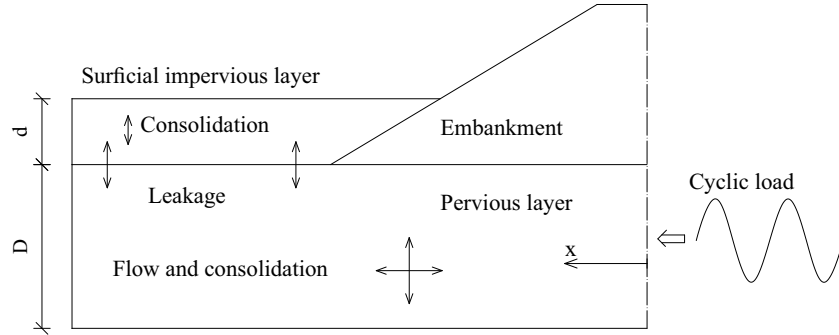 Surficial impervious layer
d
Consolidation
Embankment
Cyclic load
Leakage
Pervious layer
D
x
Flow and consolidation